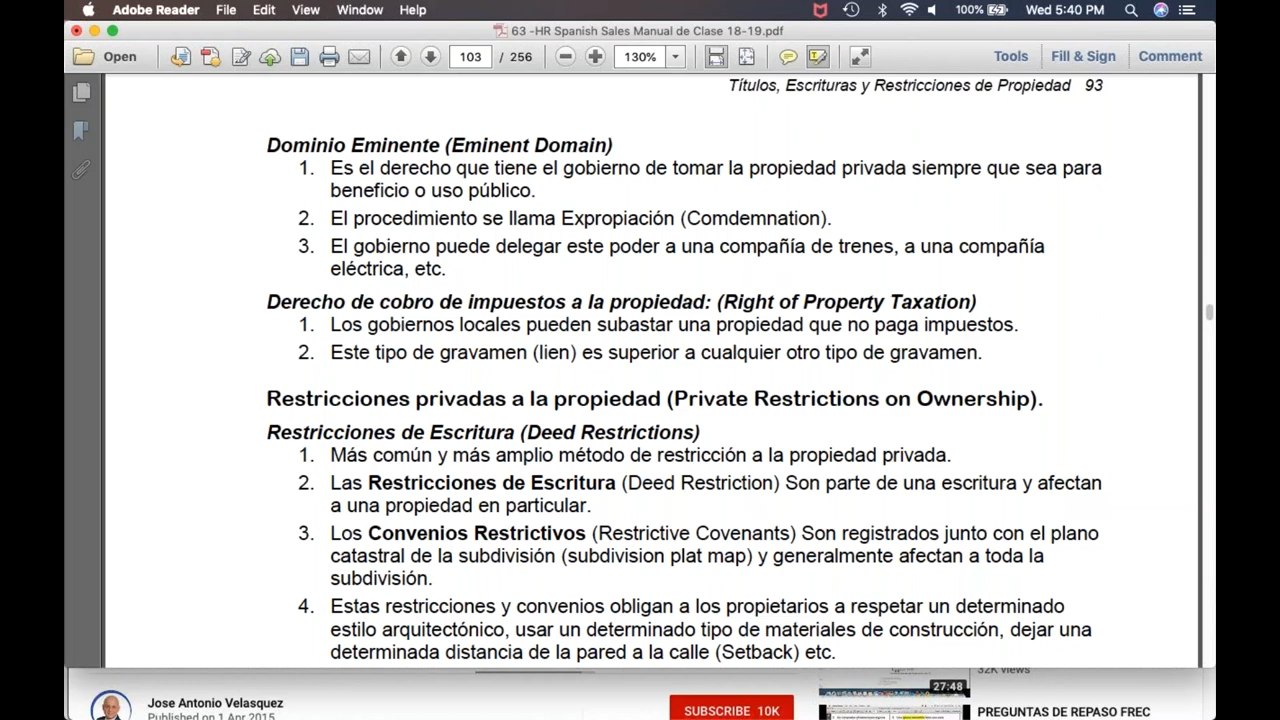 Adobe Reader File Edit View Window Help 100% Wed 5:40 PM
63 -HR Spanish Sales Manual de Clase 18-19.pdf
Open 103 / 256 130% Tools Fill & Sign Comment
Títulos, Escrituras y Restricciones de Propiedad 93
Dominio Eminente (Eminent Domain)
1. Es el derecho que tiene el gobierno de tomar la propiedad privada siempre que sea para
beneficio o uso público.
2. El procedimiento se llama Expropiación (Comdemnation).
3. El gobierno puede delegar este poder a una compañía de trenes, a una compañía
eléctrica, etc.
Derecho de cobro de impuestos a la propiedad: (Right of Property Taxation)
1. Los gobiernos locales pueden subastar una propiedad que no paga impuestos.
2. Este tipo de gravamen (lien) es superior a cualquier otro tipo de gravamen.
Restricciones privadas a la propiedad (Private Restrictions on Ownership).
Restricciones de Escritura (Deed Restrictions)
1. Más común y más amplio método de restricción a la propiedad privada.
2. Las Restricciones de Escritura (Deed Restriction) Son parte de una escritura y afectan
a una propiedad en particular.
3. Los Convenios Restrictivos (Restrictive Covenants) Son registrados junto con el plano
catastral de la subdivisión (subdivision plat map) y generalmente afectan a toda la
subdivisión.
4. Estas restricciones y convenios obligan a los propietarios a respetar un determinado
estilo arquitectónico, usar un determinado tipo de materiales de construcción, dejar una
determinada distancia de la pared a la calle (Setback) etc.
32K views
27:48
Jose Antonio Velasquez
Published on 1 Apr 2015
SUBSCRIBE 10K
PREGUNTAS DE REPASO FREC